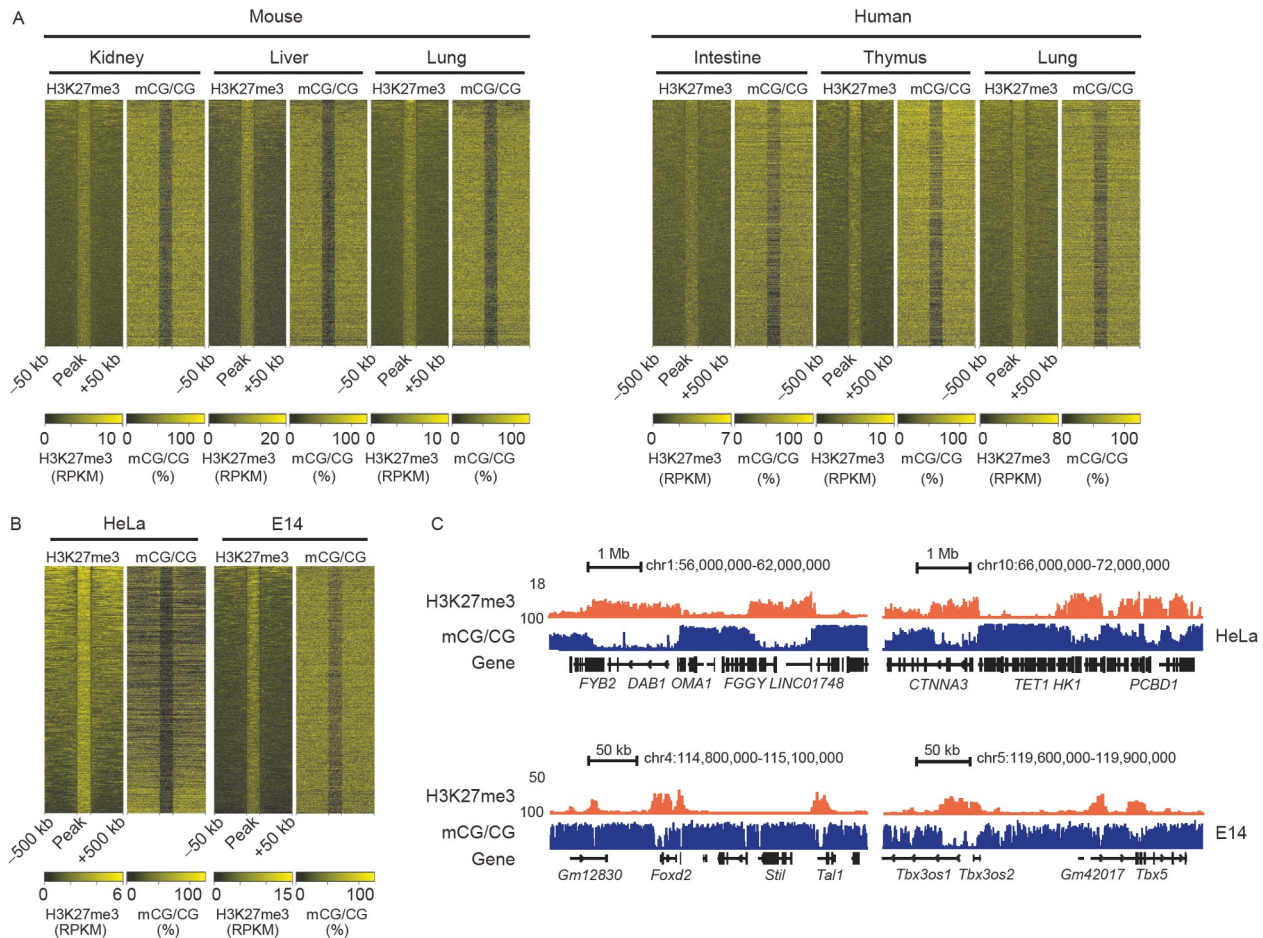 A
Mouse
Human
Kidney
Liver
Lung
Intestine
Thymus
Lung
H3K27me3 mCG/CG H3K27me3 mCG/CG H3K27me3 mCG/CG
H3K27me3 mCG/CG H3K27me3 mCG/CG H3K27me3 mCG/CG
–50 kb Peak +50 kb –50 kb Peak +50 kb –50 kb Peak +50 kb
–500 kb Peak +500 kb –500 kb Peak +500 kb –500 kb Peak +500 kb
0 10 0 100 0 20 0 100 0 10 0 100
0 70 0 100 0 10 0 100 0 80 0 100
H3K27me3 mCG/CG H3K27me3 mCG/CG H3K27me3 mCG/CG
(RPKM) (%) (RPKM) (%) (RPKM) (%)
H3K27me3 mCG/CG H3K27me3 mCG/CG H3K27me3 mCG/CG
(RPKM) (%) (RPKM) (%) (RPKM) (%)
B
HeLa
E14
H3K27me3 mCG/CG H3K27me3 mCG/CG
–500 kb Peak +500 kb –50 kb Peak +50 kb
0 6 0 100 0 15 0 100
H3K27me3 mCG/CG H3K27me3 mCG/CG
(RPKM) (%) (RPKM) (%)
C
1 Mb chr1:56,000,000-62,000,000
1 Mb chr10:66,000,000-72,000,000
18
H3K27me3
100
mCG/CG
HeLa
Gene
FYB2 DAB1 OMA1 FGGY LINC01748
CTNNA3 TET1 HK1 PCBD1
50 kb chr4:114,800,000-115,100,000
50 kb chr5:119,600,000-119,900,000
50
H3K27me3
100
mCG/CG
E14
Gene
Gm12830 Foxd2 Stil Tal1
Tbx3os1 Tbx3os2 Gm42017 Tbx5